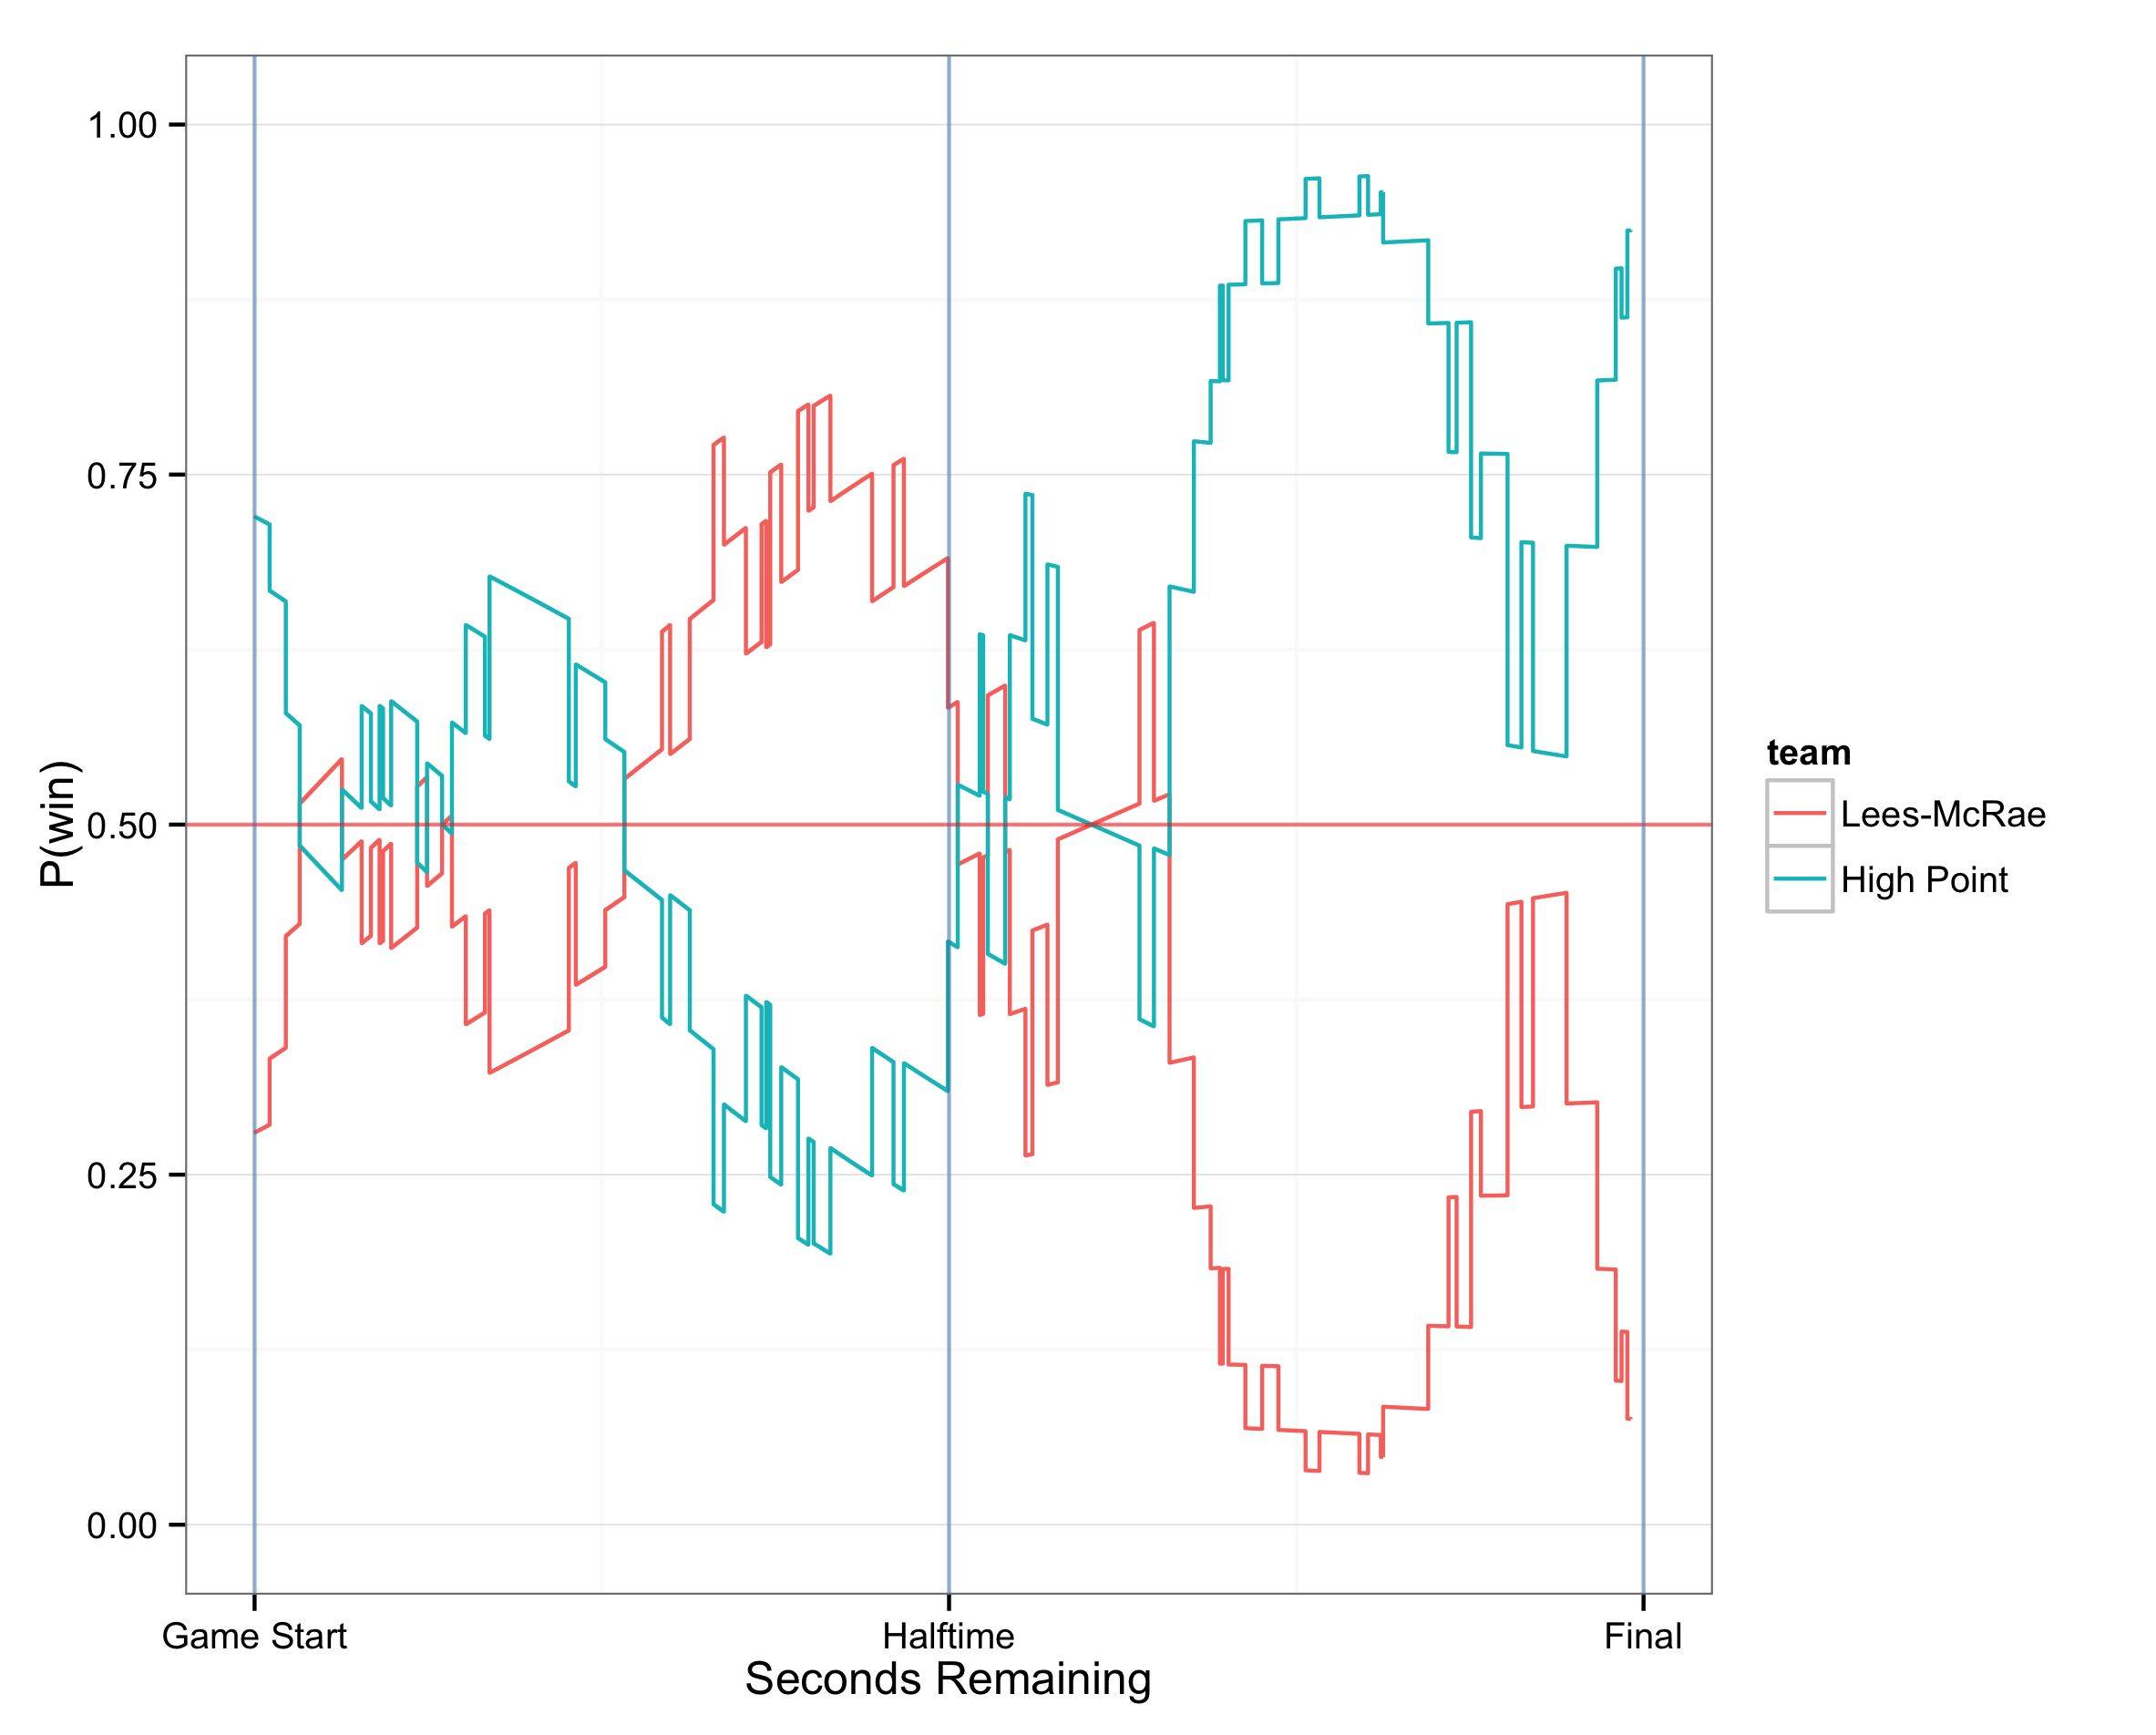 1.00
0.75
0.50
0.25
0.00
P(win)
Game Start
Halftime
Final
Seconds Remaining
team
Lees-McRae
High Point